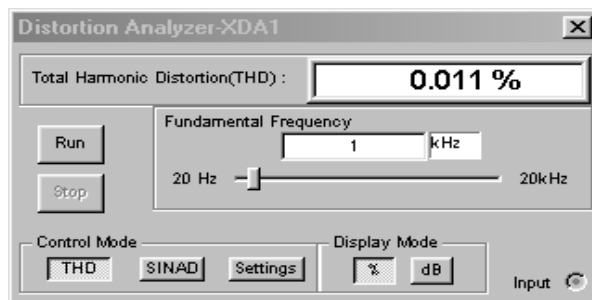 Distortion Analyzer-XDA1
Total Harmonic Distortion(THD) : 0.011 %
Fundamental Frequency
Run
1 kHz
20 Hz 20kHz
Stop
Control Mode
THD SINAD Settings
Display Mode
% dB
Input